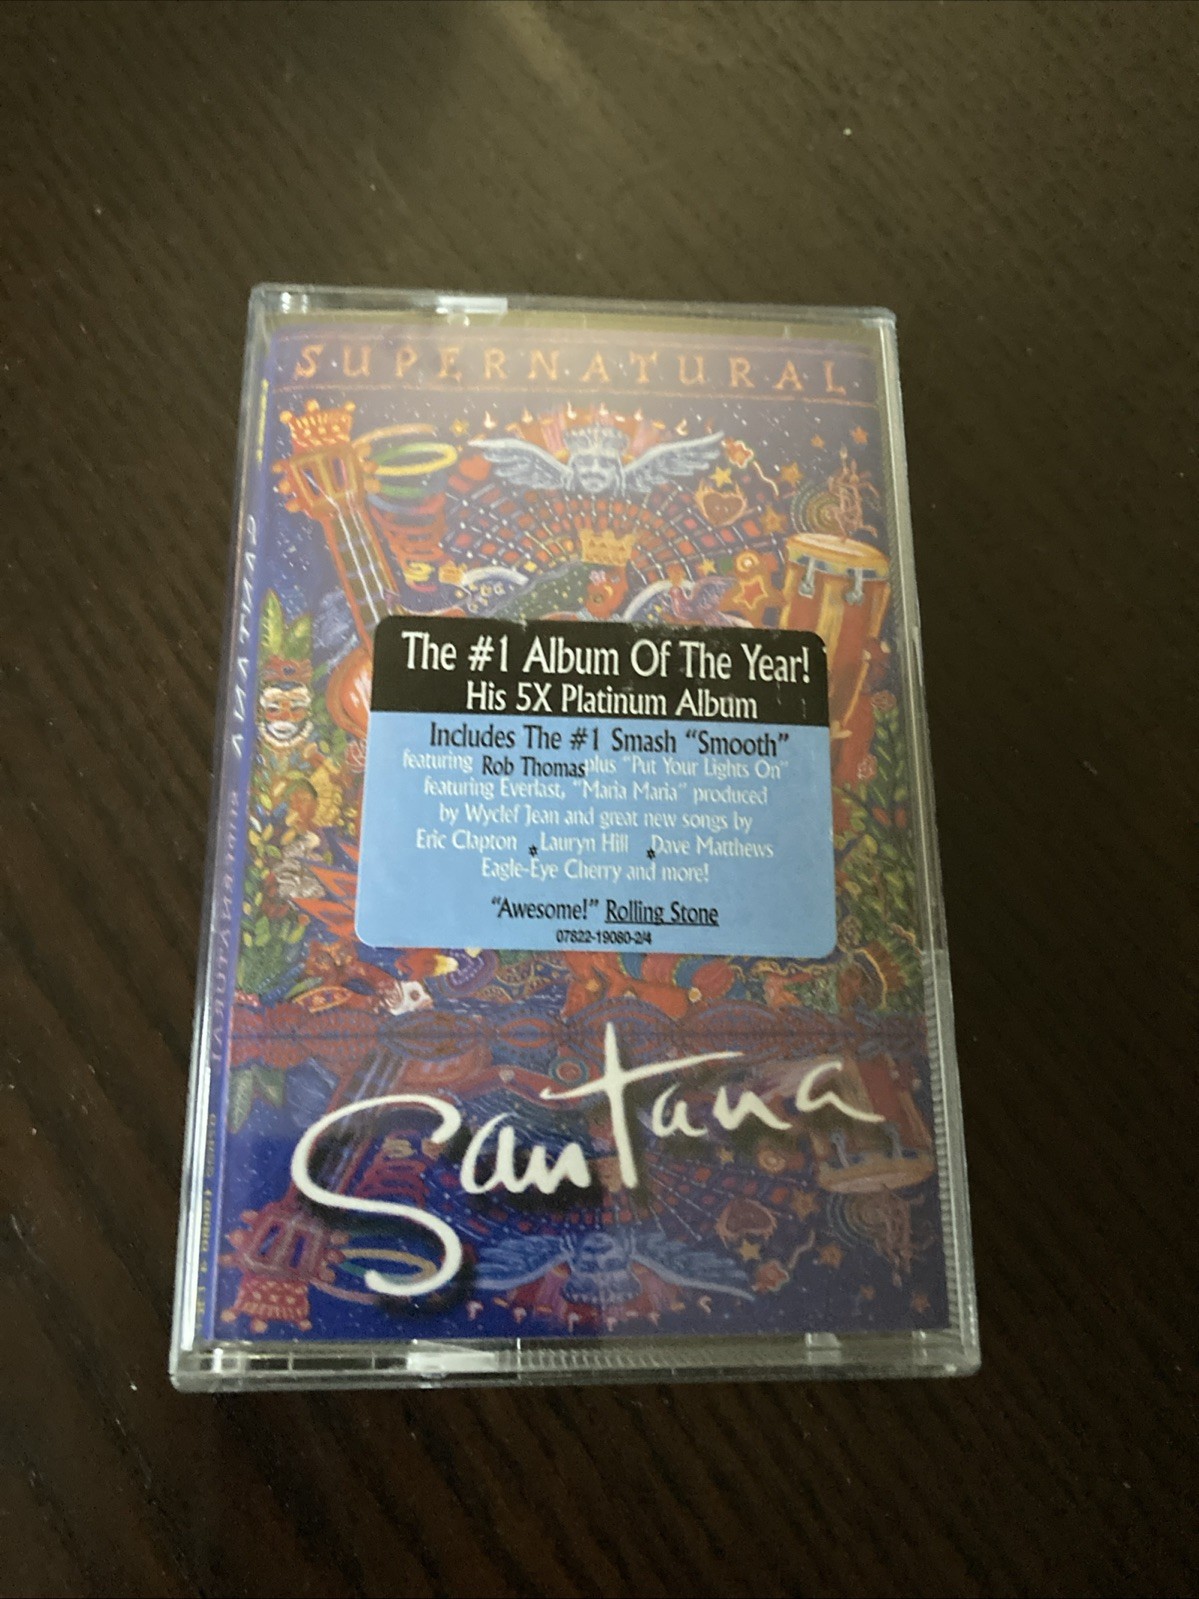 S·U·P·E·R·N·A·T·U·R·A·L
The #1 Album Of The Year!
His 5X Platinum Album
Includes The #1 Smash “Smooth”
featuring Rob Thomas plus “Put Your Lights On”
featuring Everlast, “Maria Maria” produced
by Wyclef Jean and great new songs by
Eric Clapton * Lauryn Hill * Dave Matthews
Eagle-Eye Cherry and more!
“Awesome!” Rolling Stone
07822-19080-2/4
Santana
SANTANA SUPERNATURAL